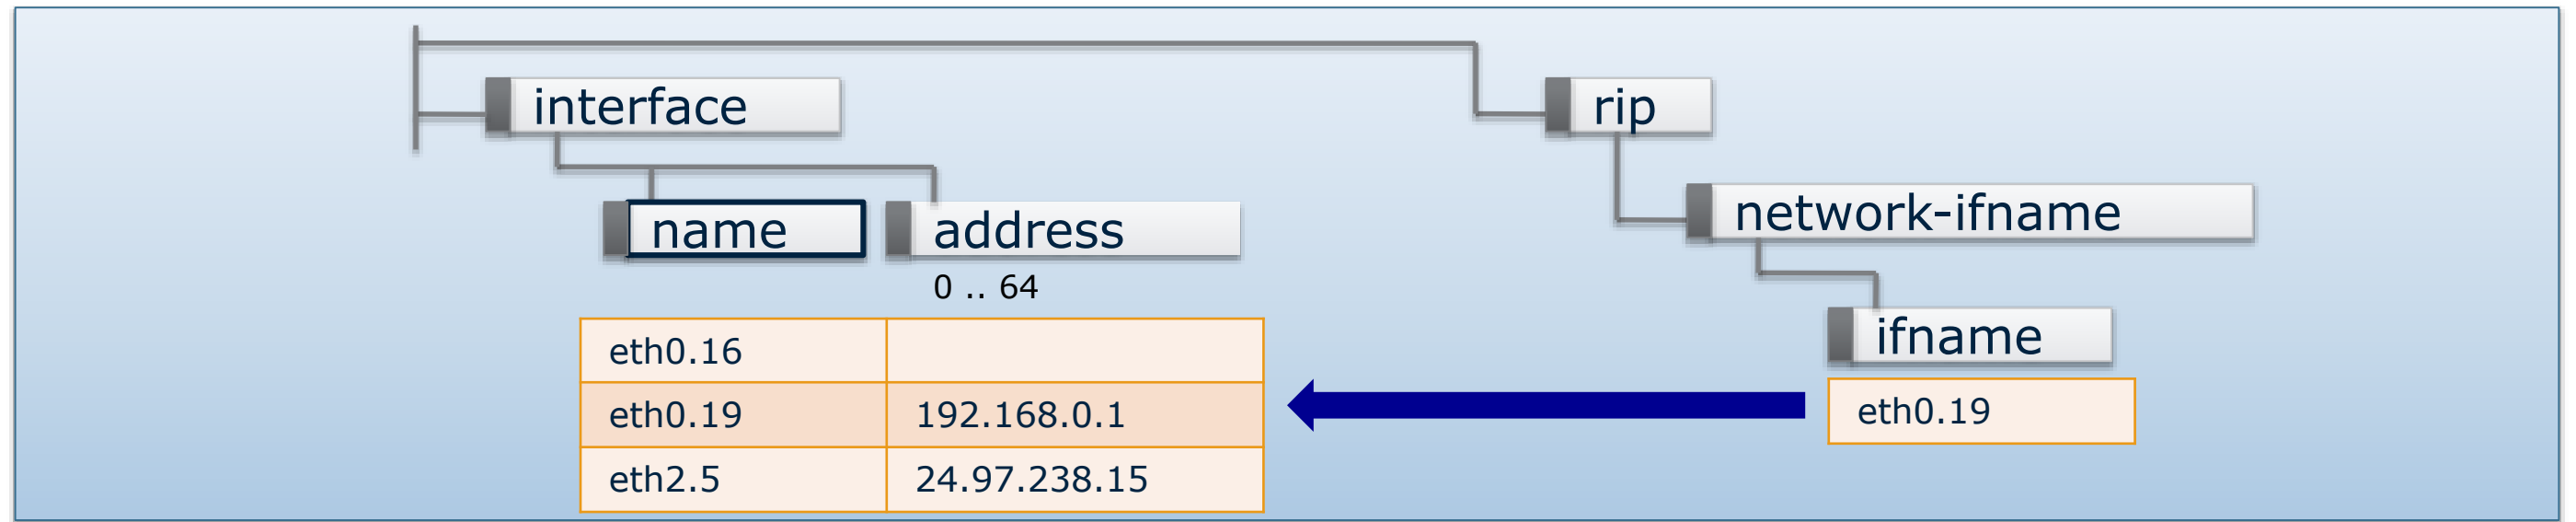 interface
rip
network-ifname
name
address
0 .. 64
ifname
eth0.16
eth0.19 192.168.0.1
eth0.19
eth2.5 24.97.238.15